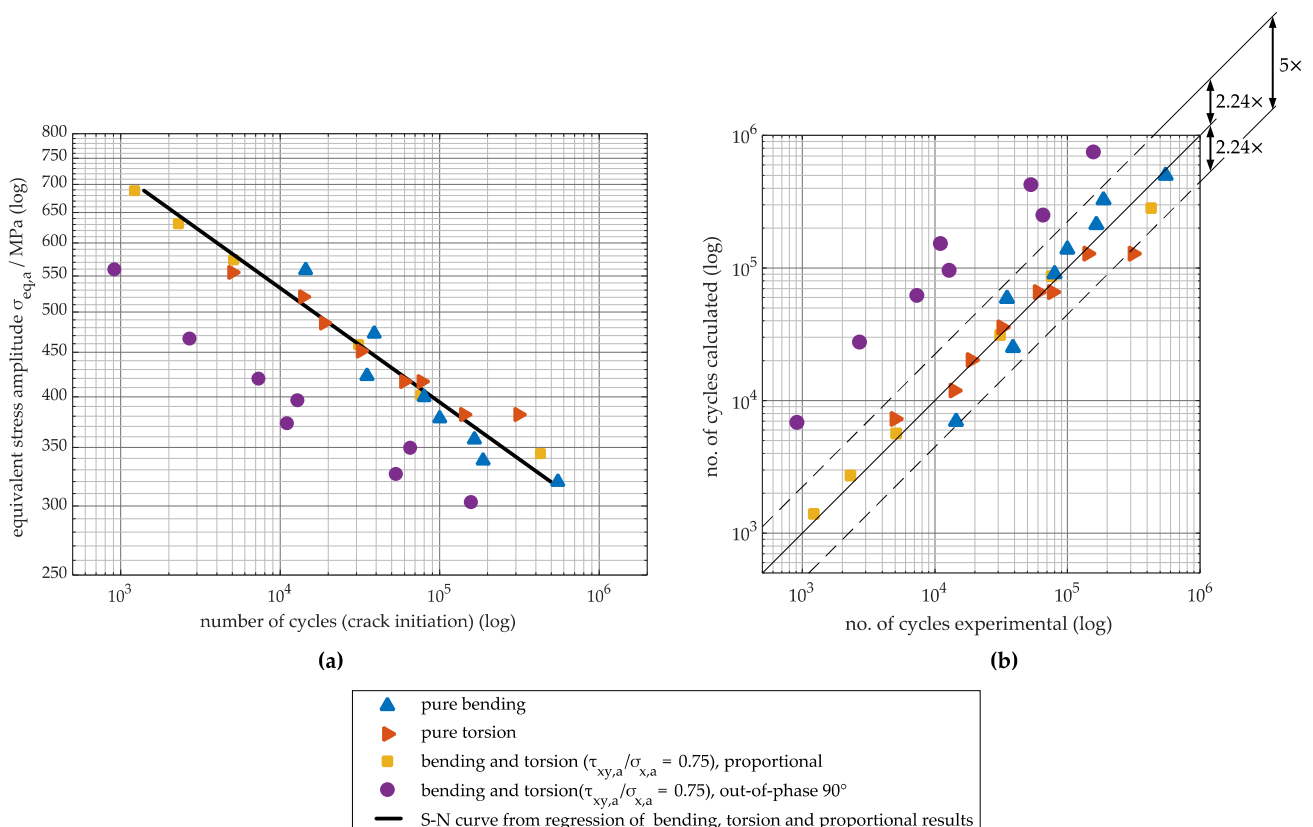 800
750
700
650
600
550
500
450
400
350
300
250
equivalent stress amplitude σeq,a / MPa (log)
10³ 10⁴ 10⁵ 10⁶
number of cycles (crack initiation) (log)
(a)
5×
2.24×
2.24×
10⁶
10⁵
10⁴
10³
no. of cycles calculated (log)
10³ 10⁴ 10⁵ 10⁶
no. of cycles experimental (log)
(b)
pure bending
pure torsion
bending and torsion (τxy,a/σx,a = 0.75), proportional
bending and torsion(τxy,a/σx,a = 0.75), out-of-phase 90°
S-N curve from regression of bending, torsion and proportional results